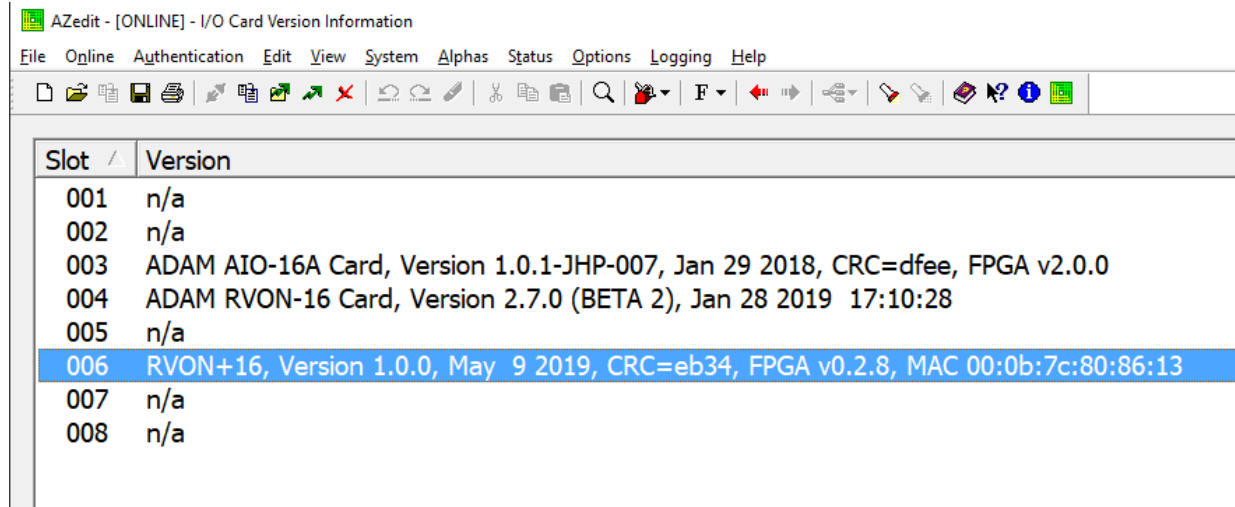 AZedit - [ONLINE] - I/O Card Version Information
File Online Authentication Edit View System Alphas Status Options Logging Help
F
Slot Version
001 n/a
002 n/a
003 ADAM AIO-16A Card, Version 1.0.1-JHP-007, Jan 29 2018, CRC=dfee, FPGA v2.0.0
004 ADAM RVON-16 Card, Version 2.7.0 (BETA 2), Jan 28 2019  17:10:28
005 n/a
006 RVON+16, Version 1.0.0, May  9 2019, CRC=eb34, FPGA v0.2.8, MAC 00:0b:7c:80:86:13
007 n/a
008 n/a